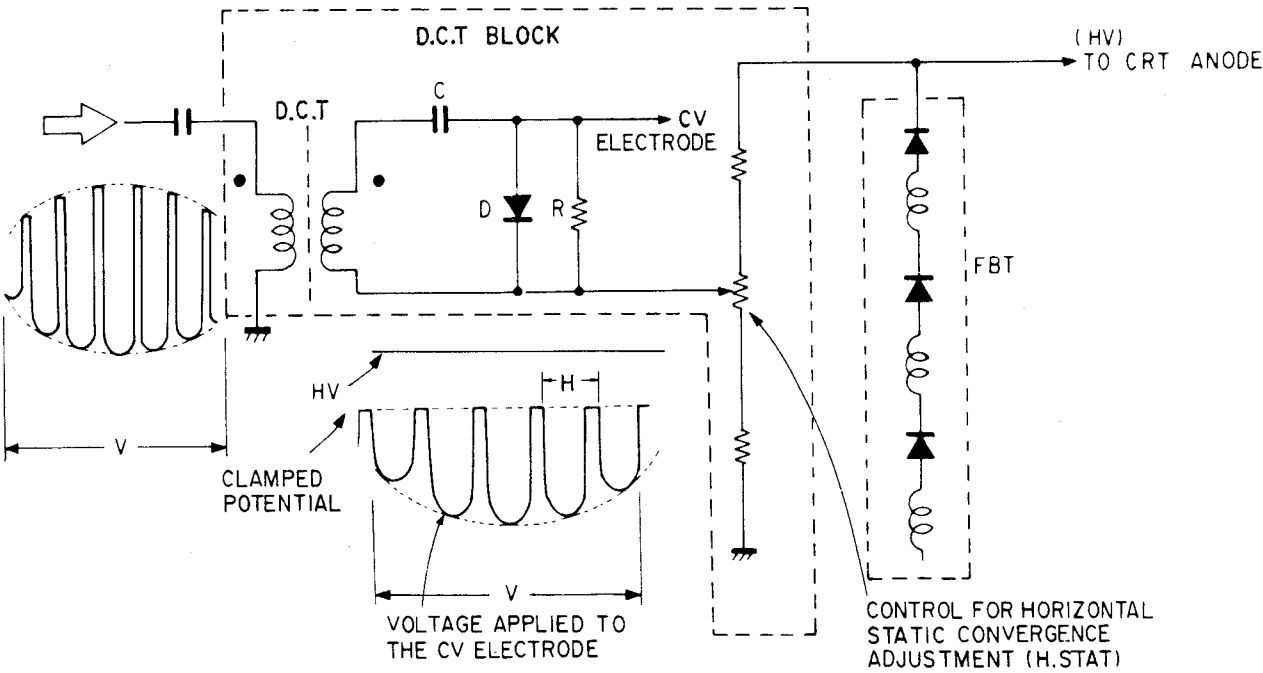 D.C.T BLOCK
(HV)
TO CRT ANODE
C
D.C.T
CV
ELECTRODE
D
R
FBT
HV
H
V
CLAMPED
POTENTIAL
V
VOLTAGE APPLIED TO
THE CV ELECTRODE
CONTROL FOR HORIZONTAL
STATIC CONVERGENCE
ADJUSTMENT (H.STAT)